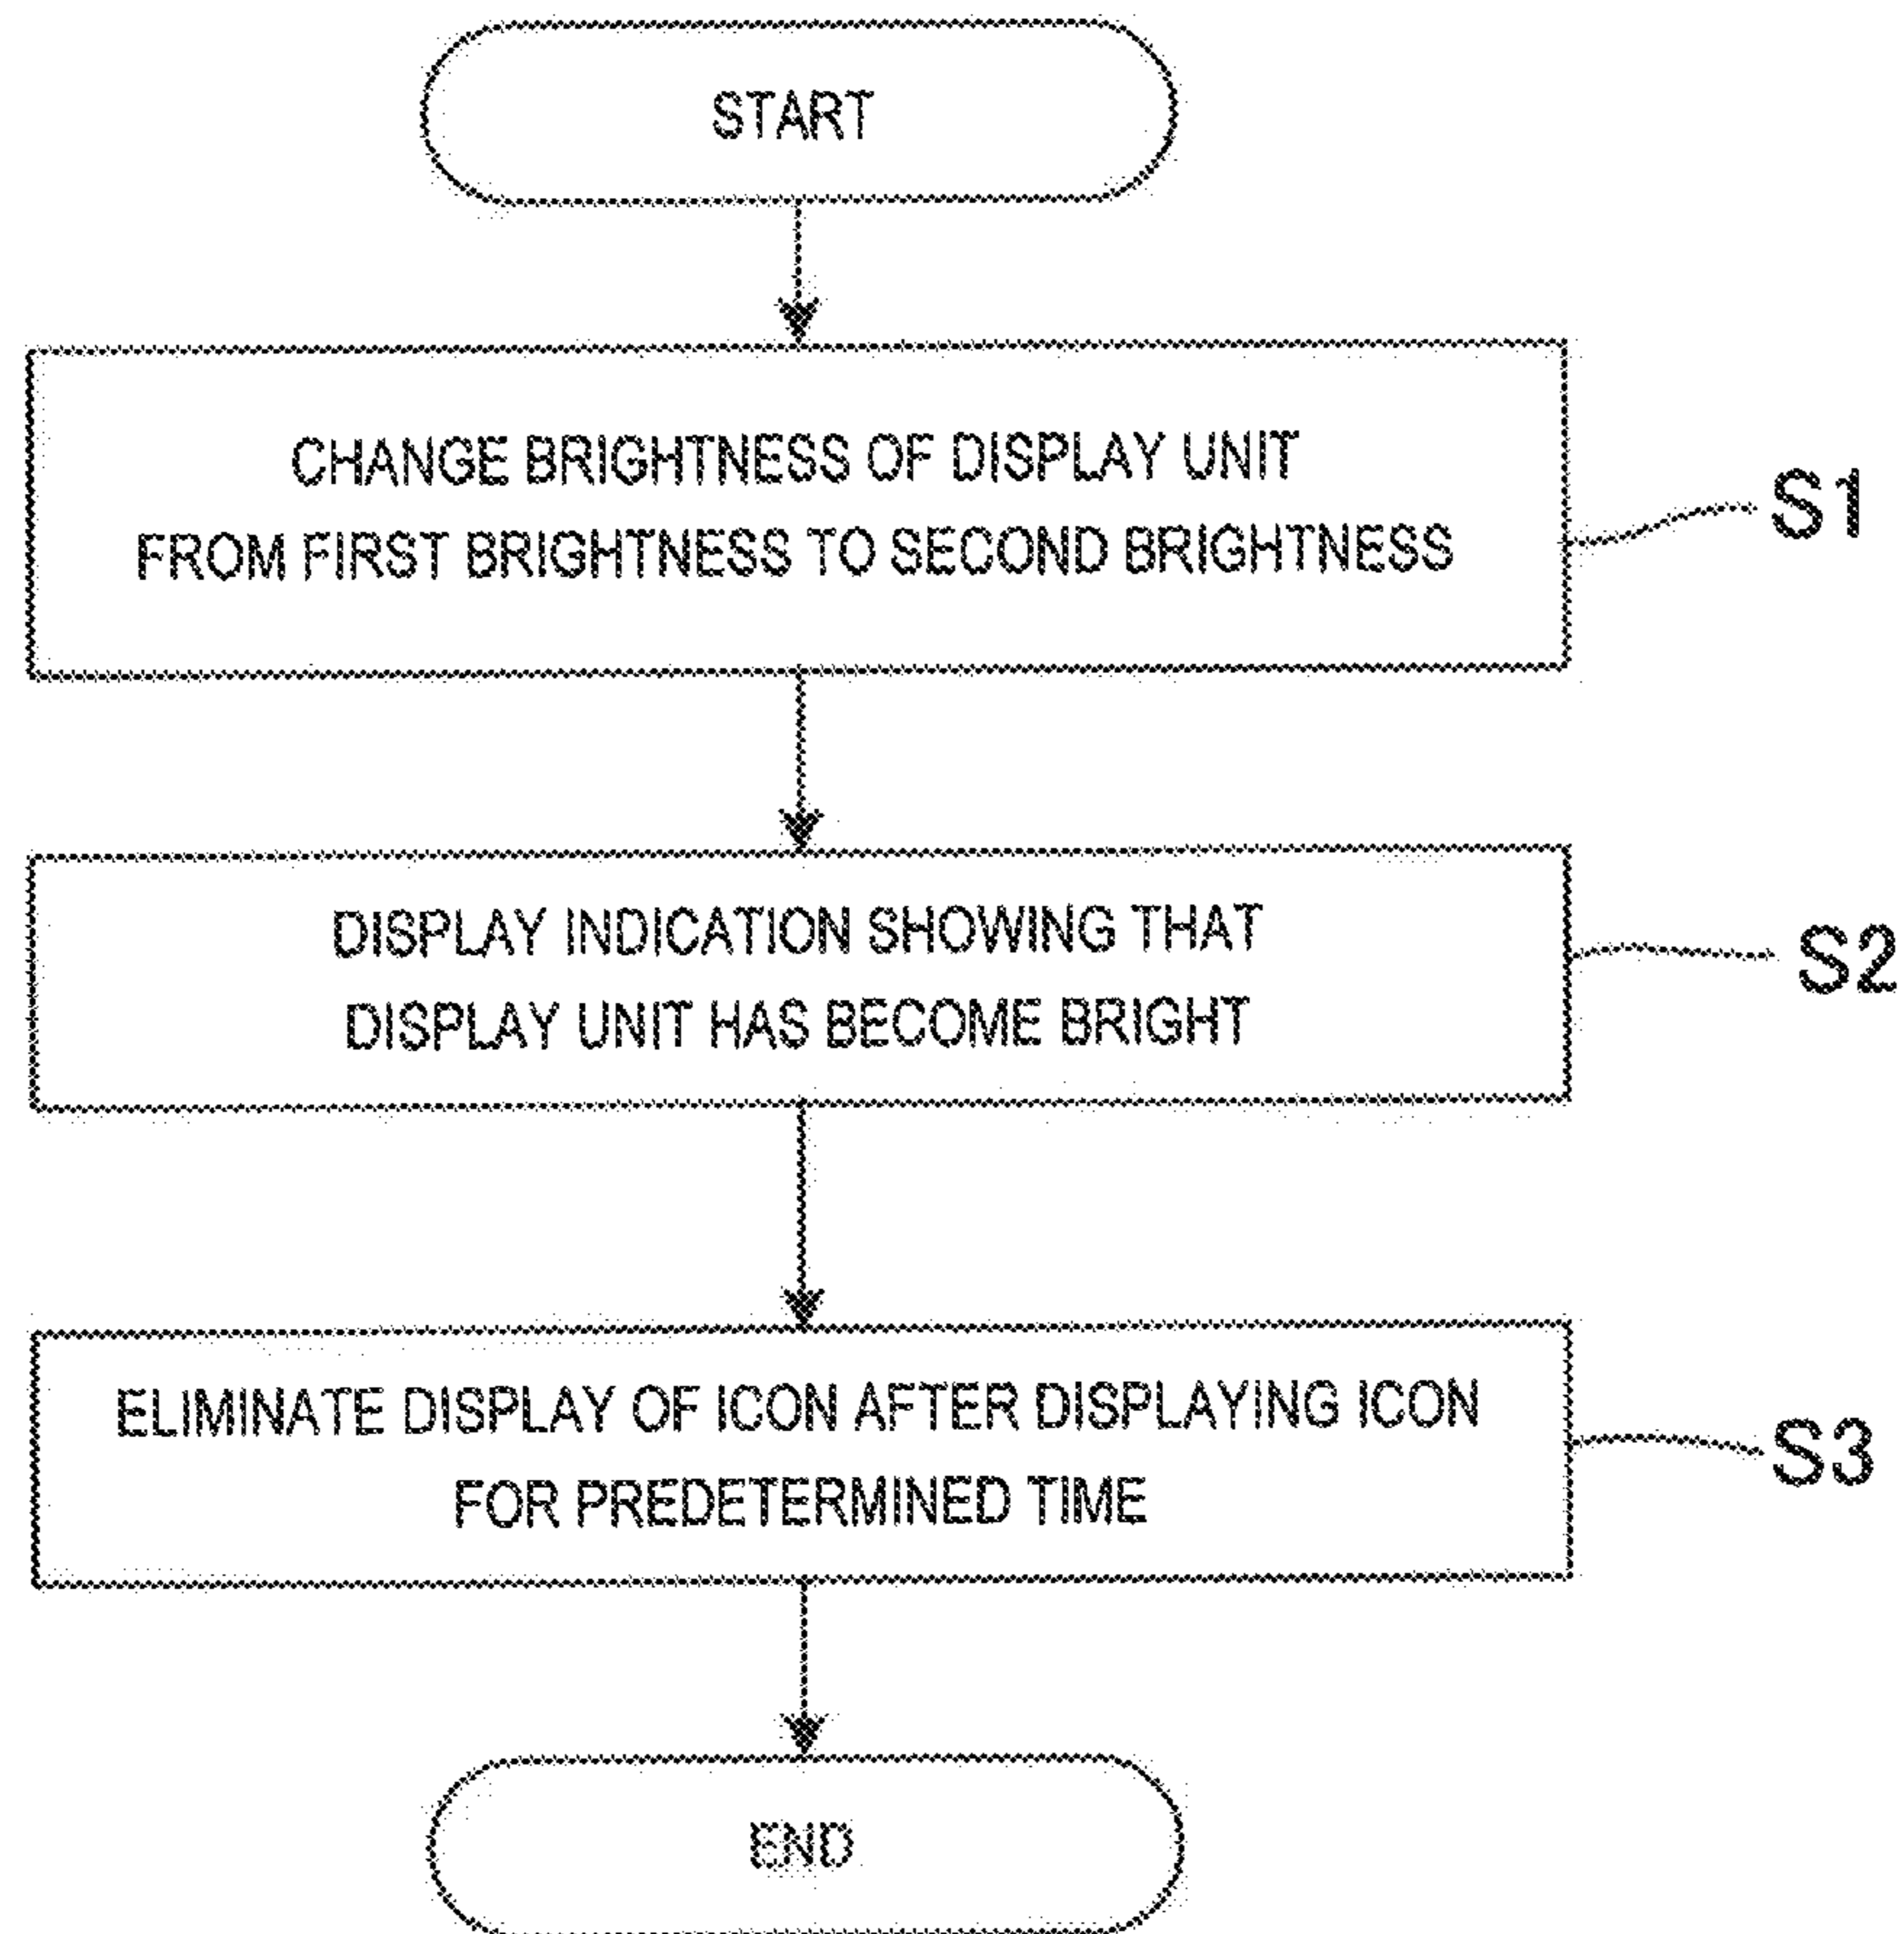 START
CHANGE BRIGHTNESS OF DISPLAY UNIT
FROM FIRST BRIGHTNESS TO SECOND BRIGHTNESS
S1
DISPLAY INDICATION SHOWING THAT
DISPLAY UNIT HAS BECOME BRIGHT
S2
ELIMINATE DISPLAY OF ICON AFTER DISPLAYING ICON
FOR PREDETERMINED TIME
S3
END